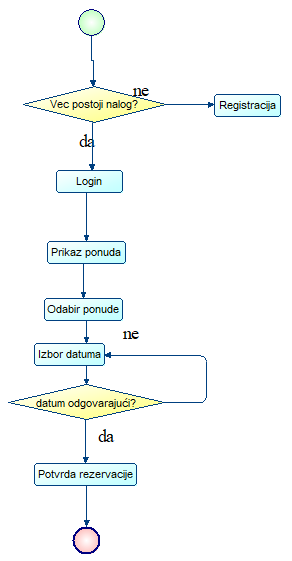 ne
Vec postoji nalog?
Registracija
da
Login
Prikaz ponuda
Odabir ponude
ne
Izbor datuma
datum odgovarajući?
da
Potvrda rezervacije